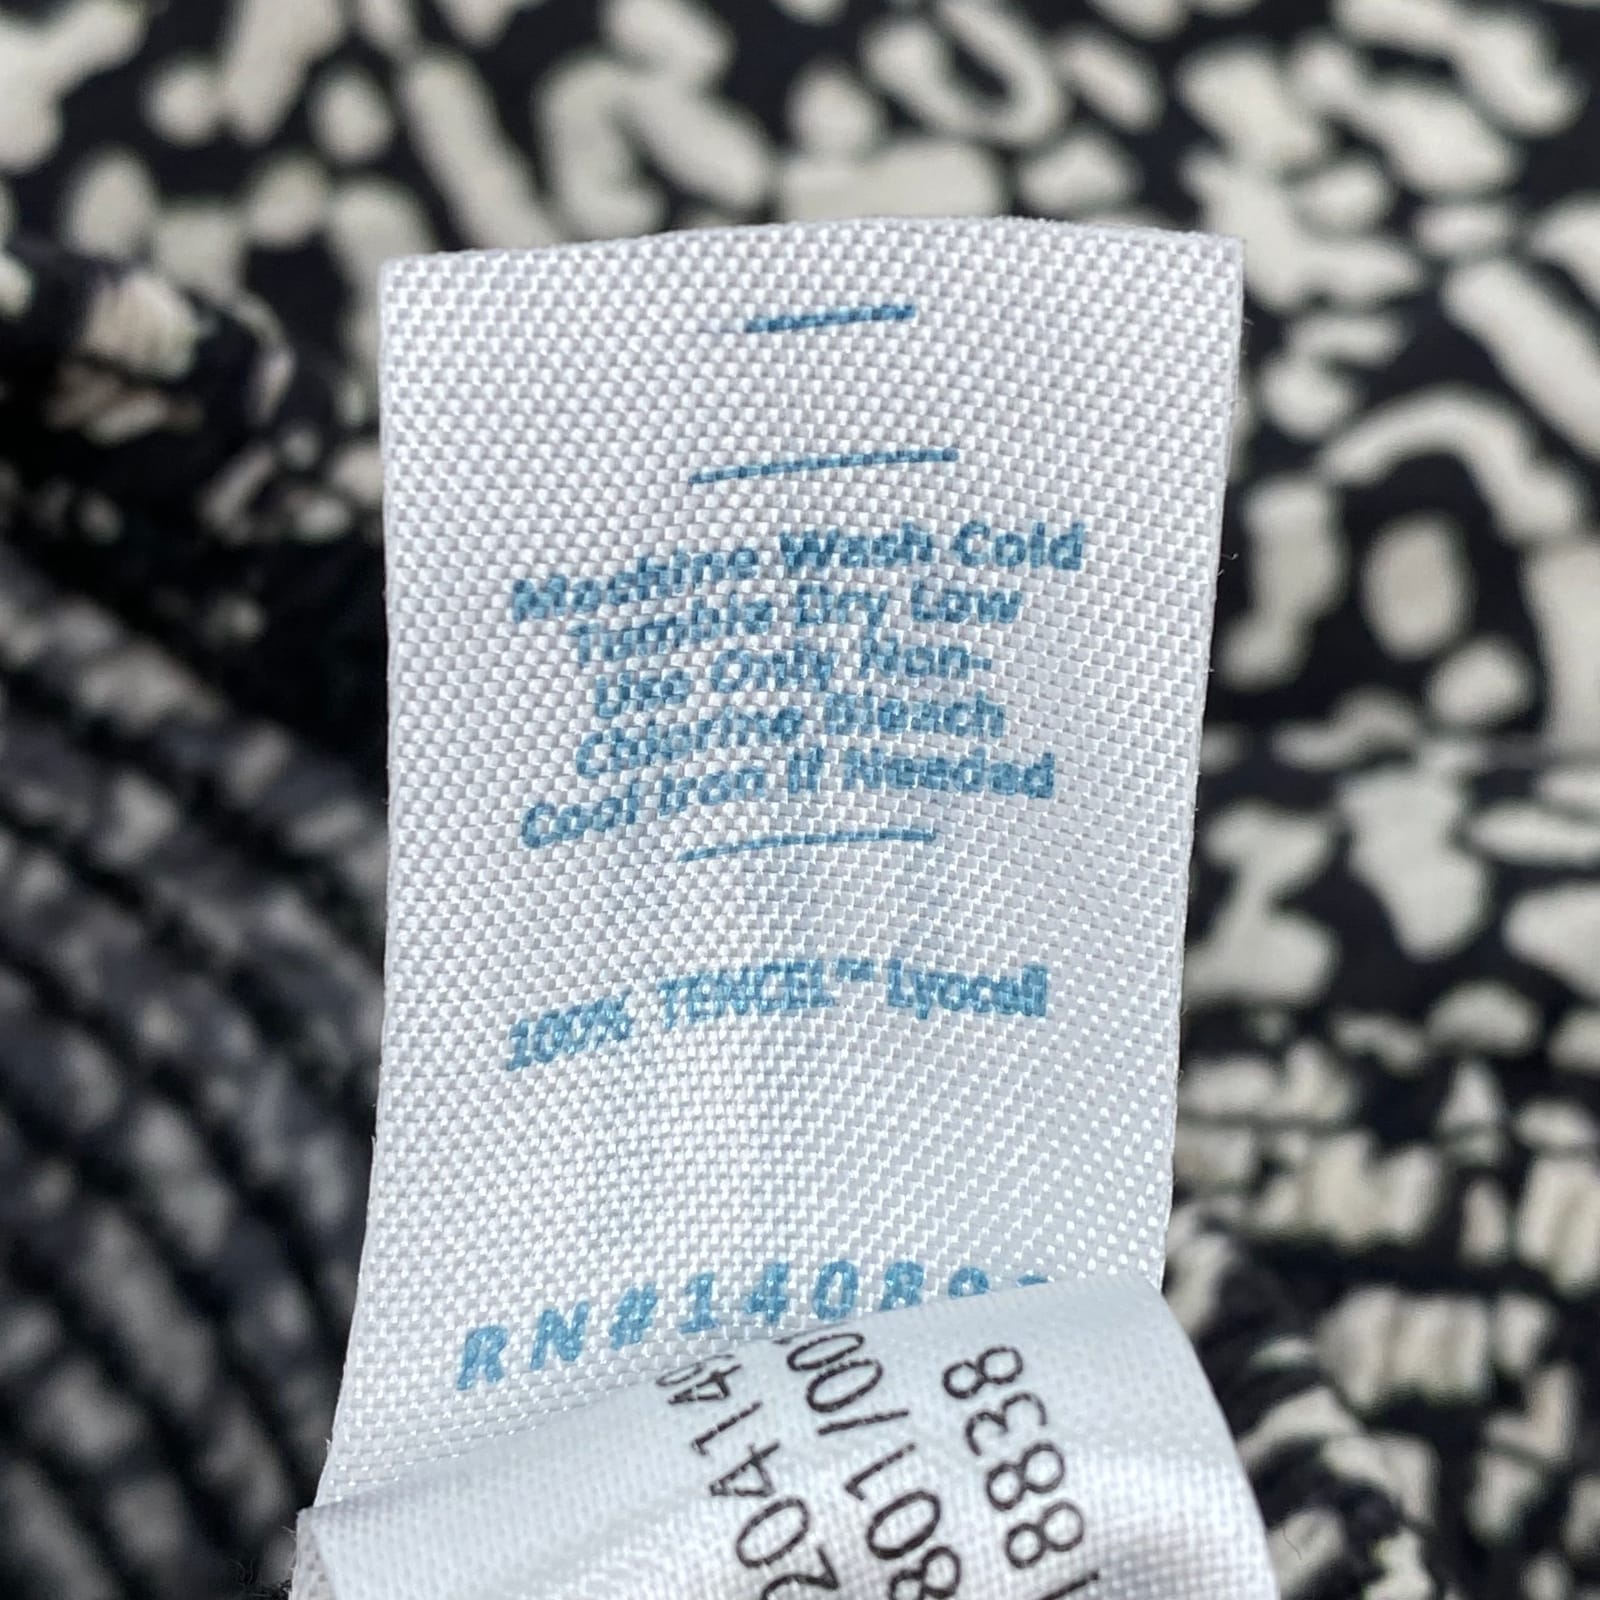 Machine Wash Cold
Tumble Dry Low
Use Only Non-
Chlorine Bleach
Cool Iron If Needed
100% TENCEL™ Lyocell